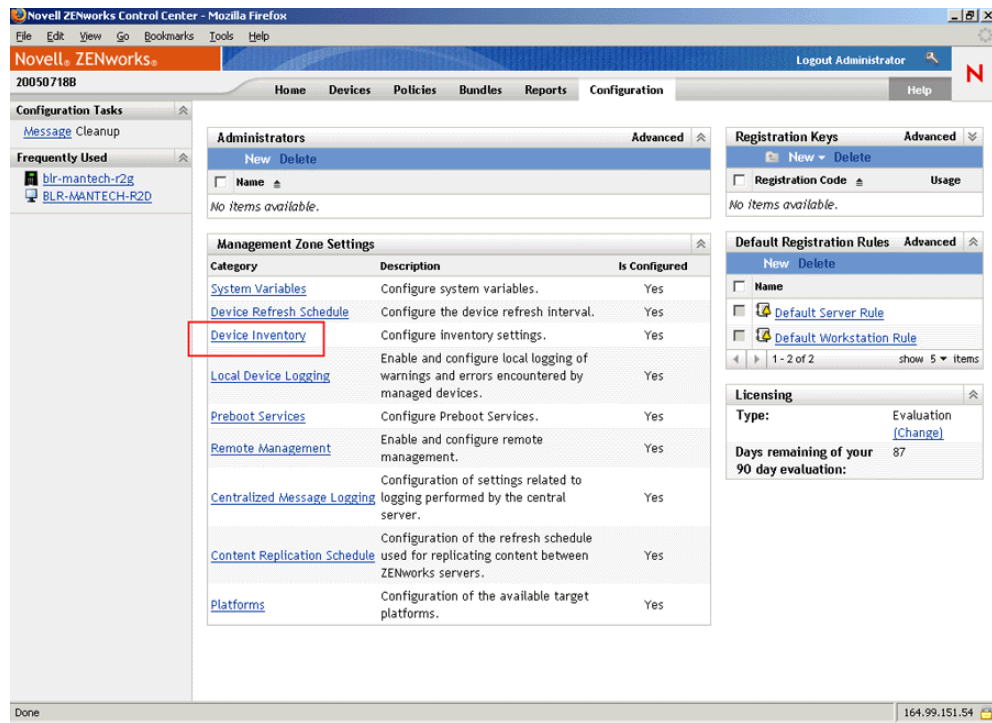 Novell ZENworks Control Center - Mozilla Firefox
File Edit View Go Bookmarks Tools Help
Novell® ZENworks®
Logout Administrator
N
20050718B
Home Devices Policies Bundles Reports Configuration Help
Configuration Tasks
Message Cleanup
Frequently Used
blr-mantech-r2g
BLR-MANTECH-R2D
Administrators Advanced
New Delete
Name
No items available.
Management Zone Settings
Category Description Is Configured
System Variables Configure system variables. Yes
Device Refresh Schedule Configure the device refresh interval. Yes
Device Inventory Configure inventory settings. Yes
Enable and configure local logging of
Local Device Logging warnings and errors encountered by Yes
managed devices.
Preboot Services Configure Preboot Services. Yes
Enable and configure remote
Remote Management Yes
management.
Configuration of settings related to
Centralized Message Logging logging performed by the central Yes
server.
Configuration of the refresh schedule
Content Replication Schedule used for replicating content between Yes
ZENworks servers.
Configuration of the available target
Platforms Yes
platforms.
Registration Keys Advanced
New Delete
Registration Code Usage
No items available.
Default Registration Rules Advanced
New Delete
Name
Default Server Rule
Default Workstation Rule
1 - 2 of 2 show 5 items
Licensing
Type: Evaluation
(Change)
Days remaining of your 87
90 day evaluation:
Done 164.99.151.54